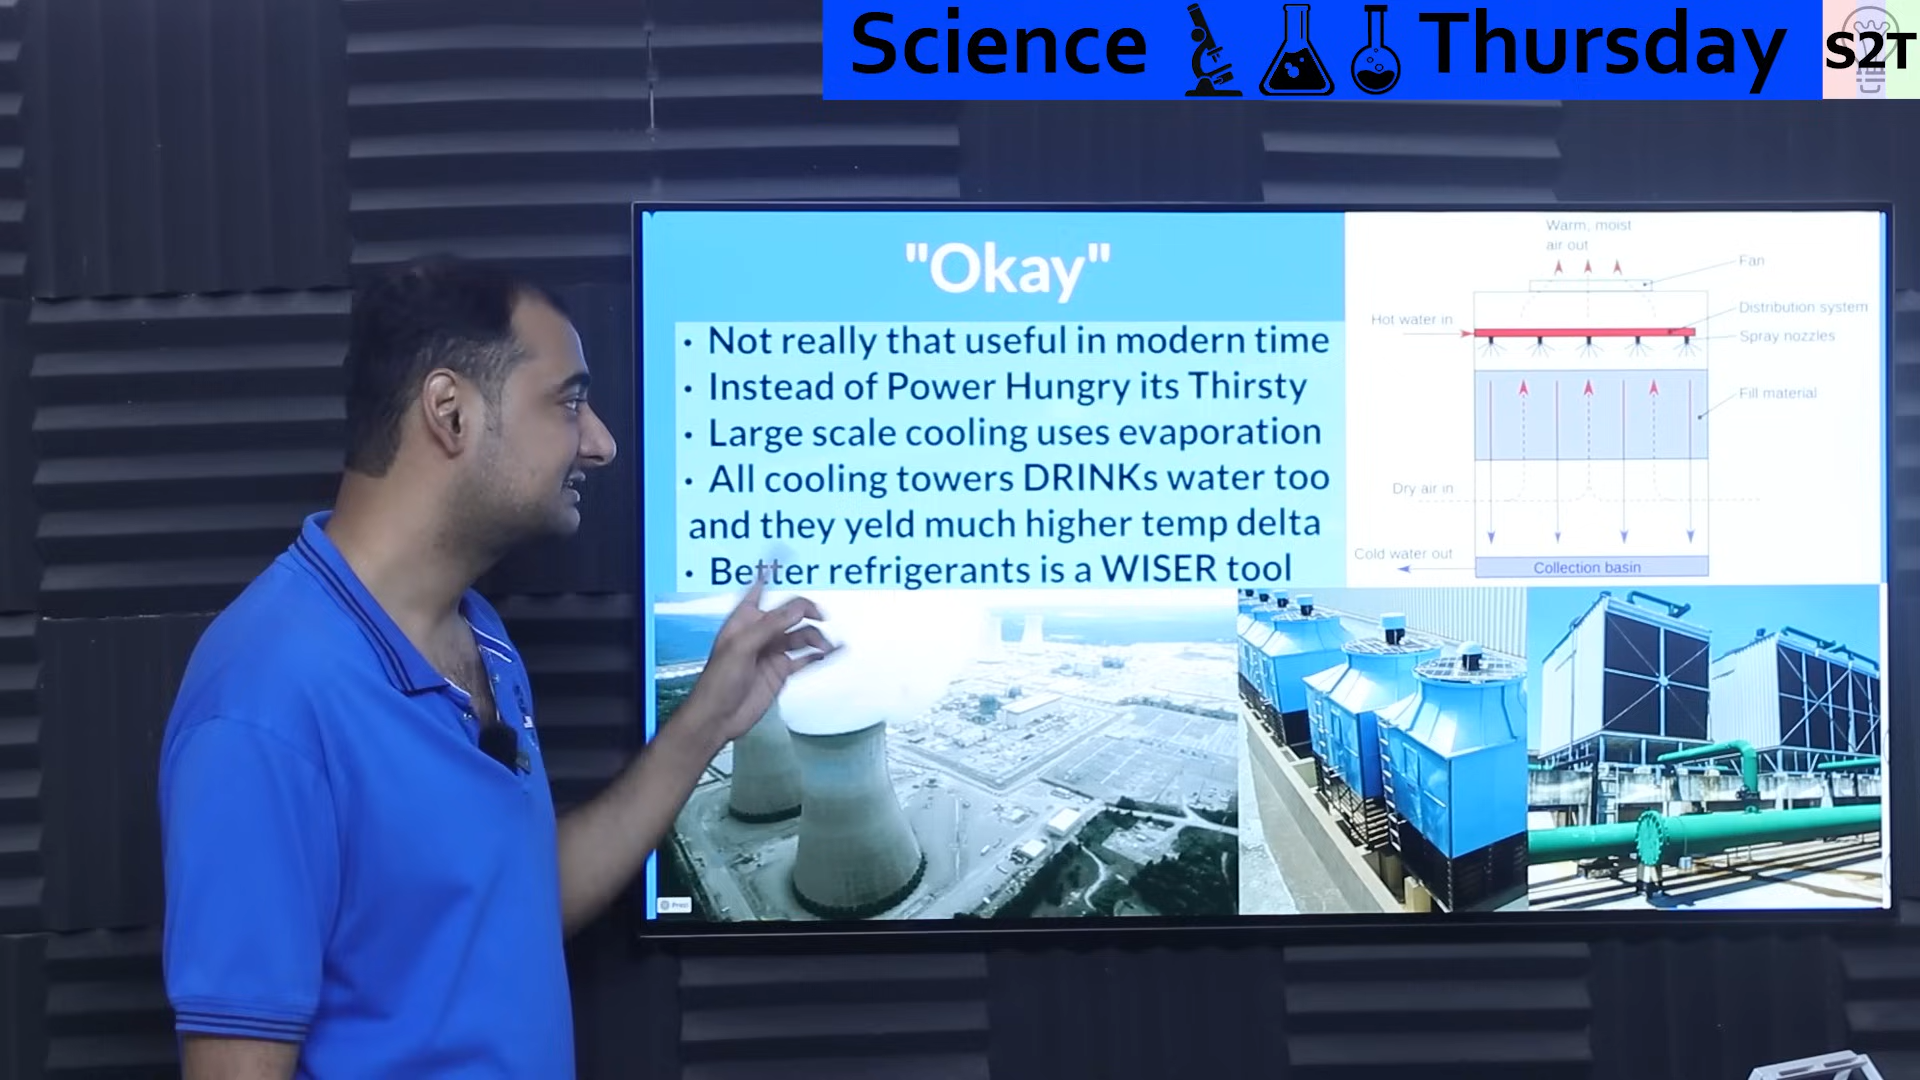 Science Thursday
S2T
"Okay"
· Not really that useful in modern time
· Instead of Power Hungry its Thirsty
· Large scale cooling uses evaporation
· All cooling towers DRINKs water too
and they yeld much higher temp delta
· Better refrigerants is a WISER tool
Warm, moist
air out
Fan
Hot water in
Distribution system
Spray nozzles
Fill material
Dry air in
Cold water out
Collection basin
Prezi